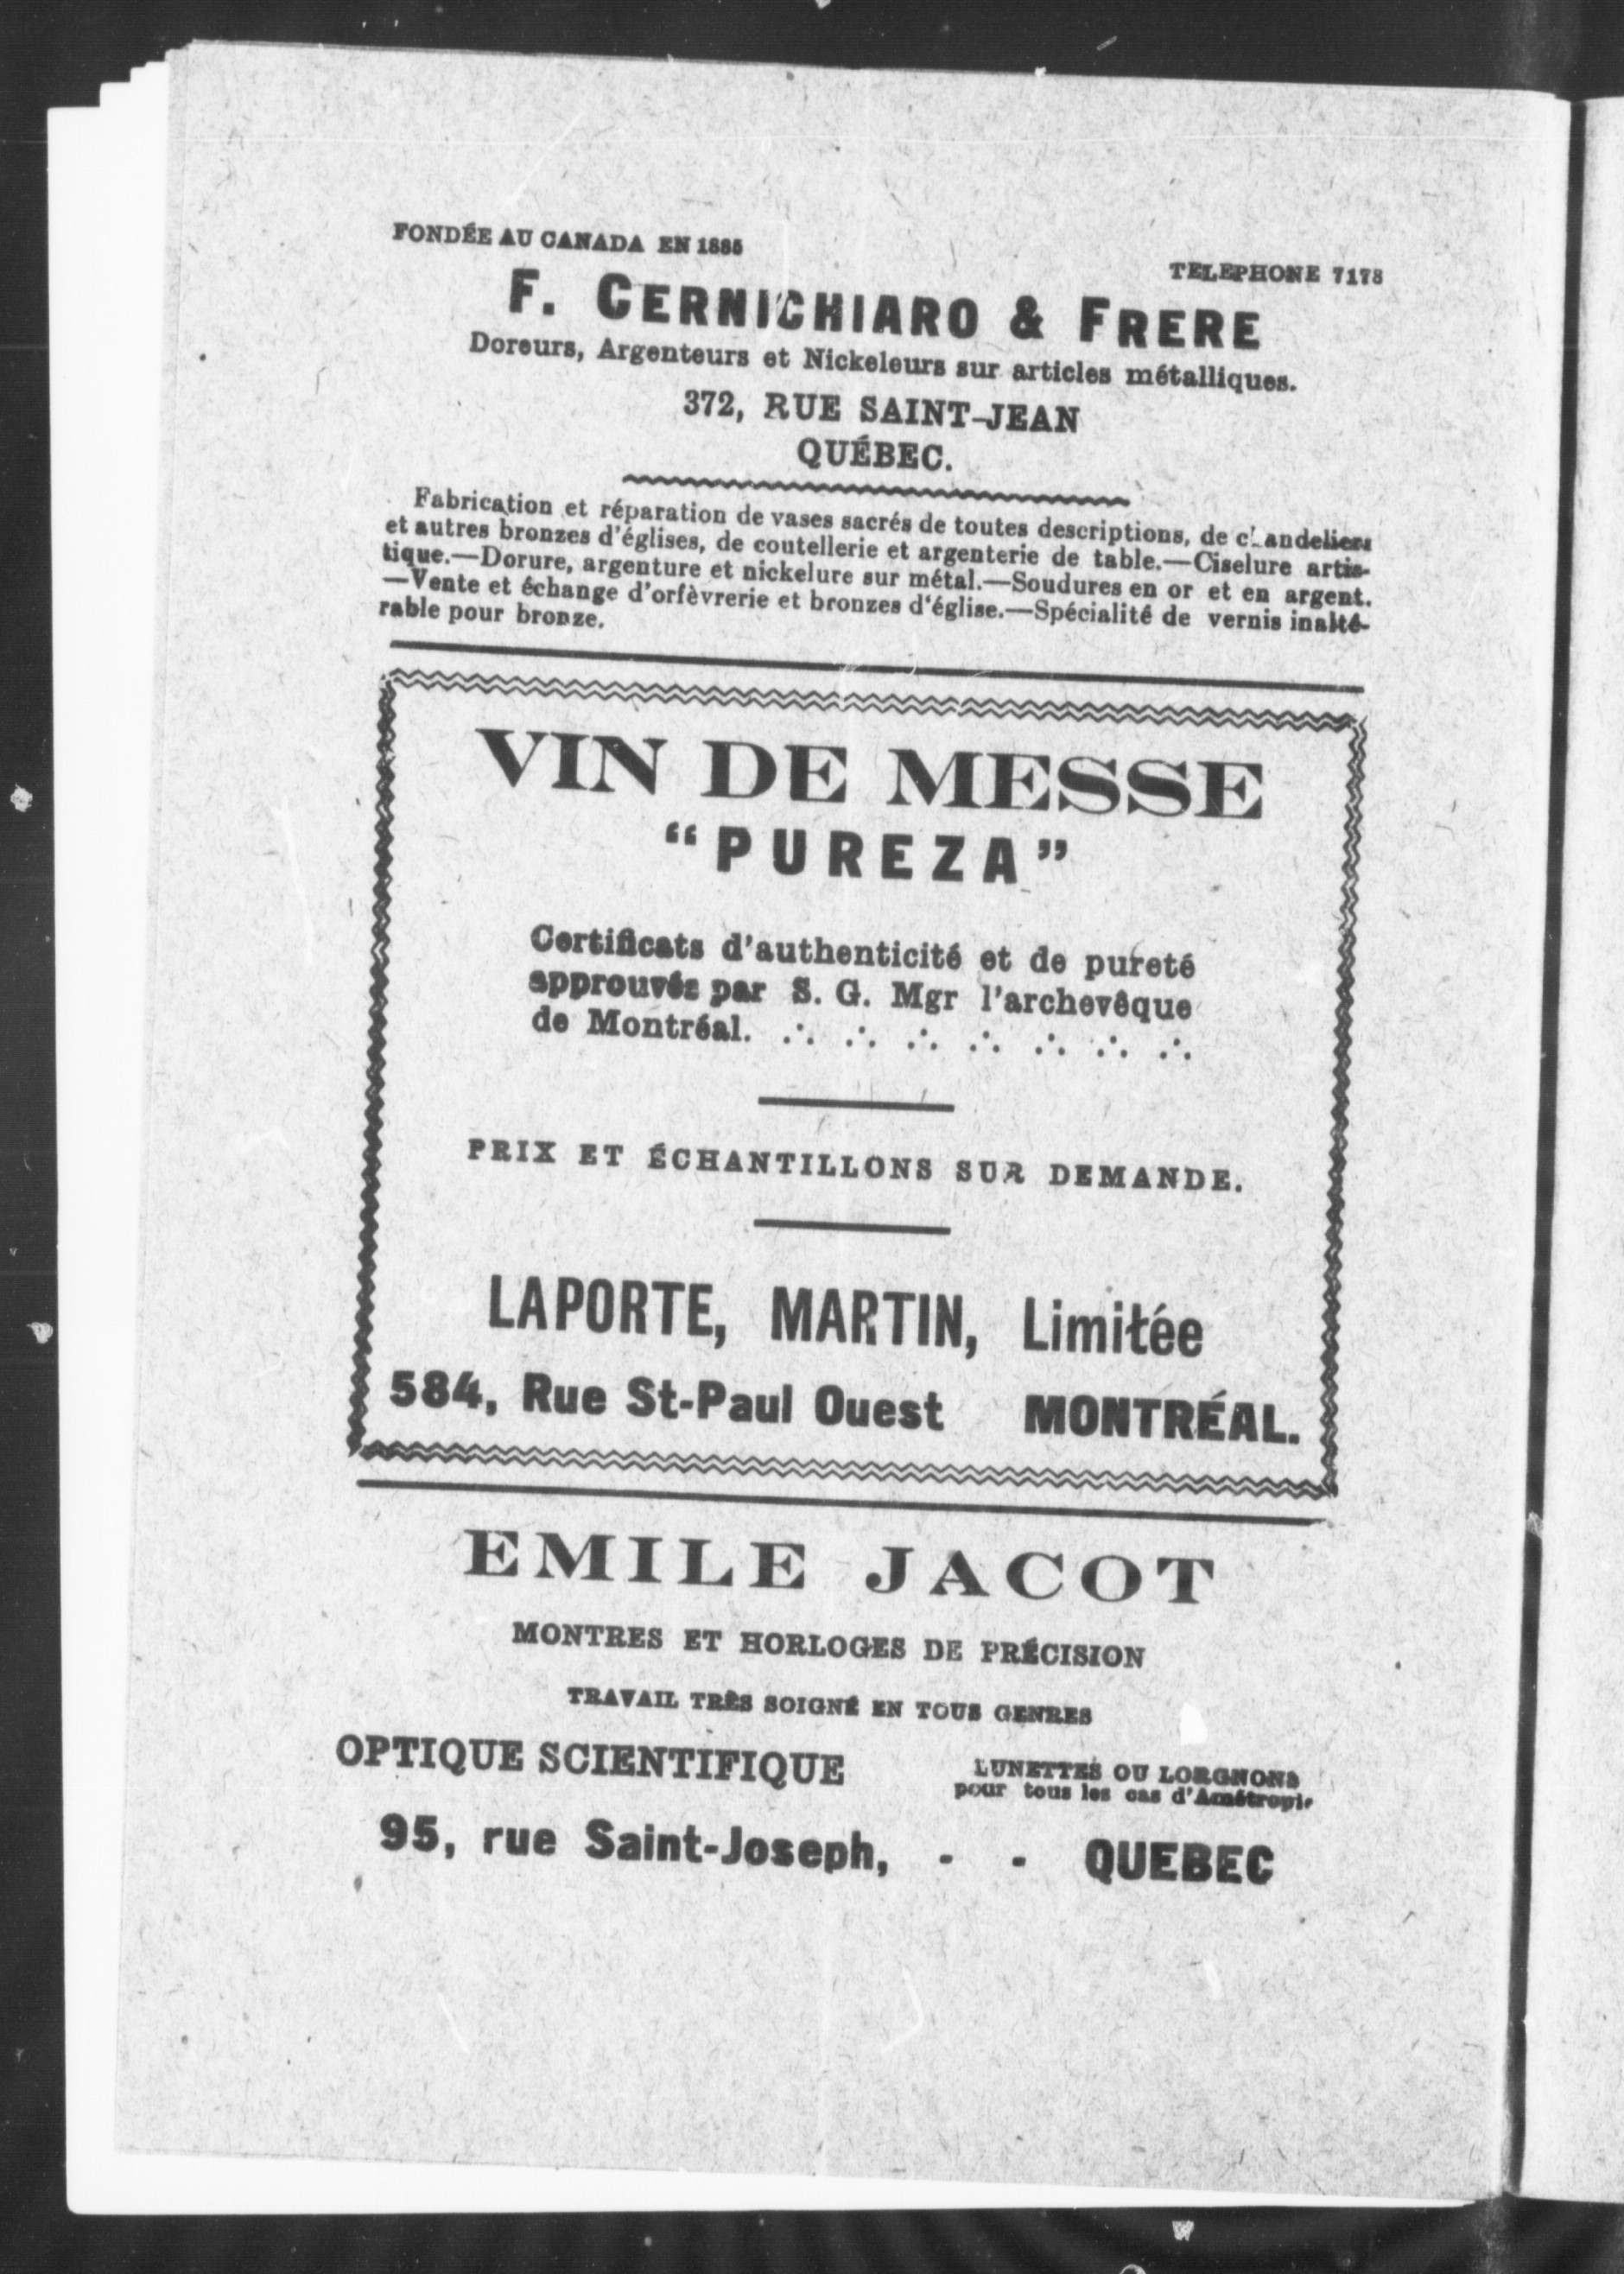 FONDÉE AU CANADA EN 1885
TELEPHONE 7178
F. CERNICHIARO & FRERE
Doreurs, Argenteurs et Nickeleurs sur articles métalliques.
372, RUE SAINT-JEAN
QUÉBEC.
Fabrication et réparation de vases sacrés de toutes descriptions, de chandeliers
et autres bronzes d'églises, de coutellerie et argenterie de table.—Ciselure artis-
tique.—Dorure, argenture et nickelure sur métal.—Soudures en or et en argent.
—Vente et échange d'orfèvrerie et bronzes d'église.—Spécialité de vernis inalté-
rable pour bronze.
VIN DE MESSE
“PUREZA”
Certificats d'authenticité et de pureté
approuvés par S. G. Mgr l'archevêque
de Montréal. ∴ ∴ ∴ ∴ ∴ ∴ ∴
PRIX ET ÉCHANTILLONS SUR DEMANDE.
LAPORTE, MARTIN, Limitée
584, Rue St-Paul Ouest MONTRÉAL.
EMILE JACOT
MONTRES ET HORLOGES DE PRÉCISION
TRAVAIL TRÈS SOIGNÉ EN TOUS GENRES
OPTIQUE SCIENTIFIQUE
LUNETTES OU LORGNONS
pour tous les cas d'Amétropie
95, rue Saint-Joseph, - - QUEBEC